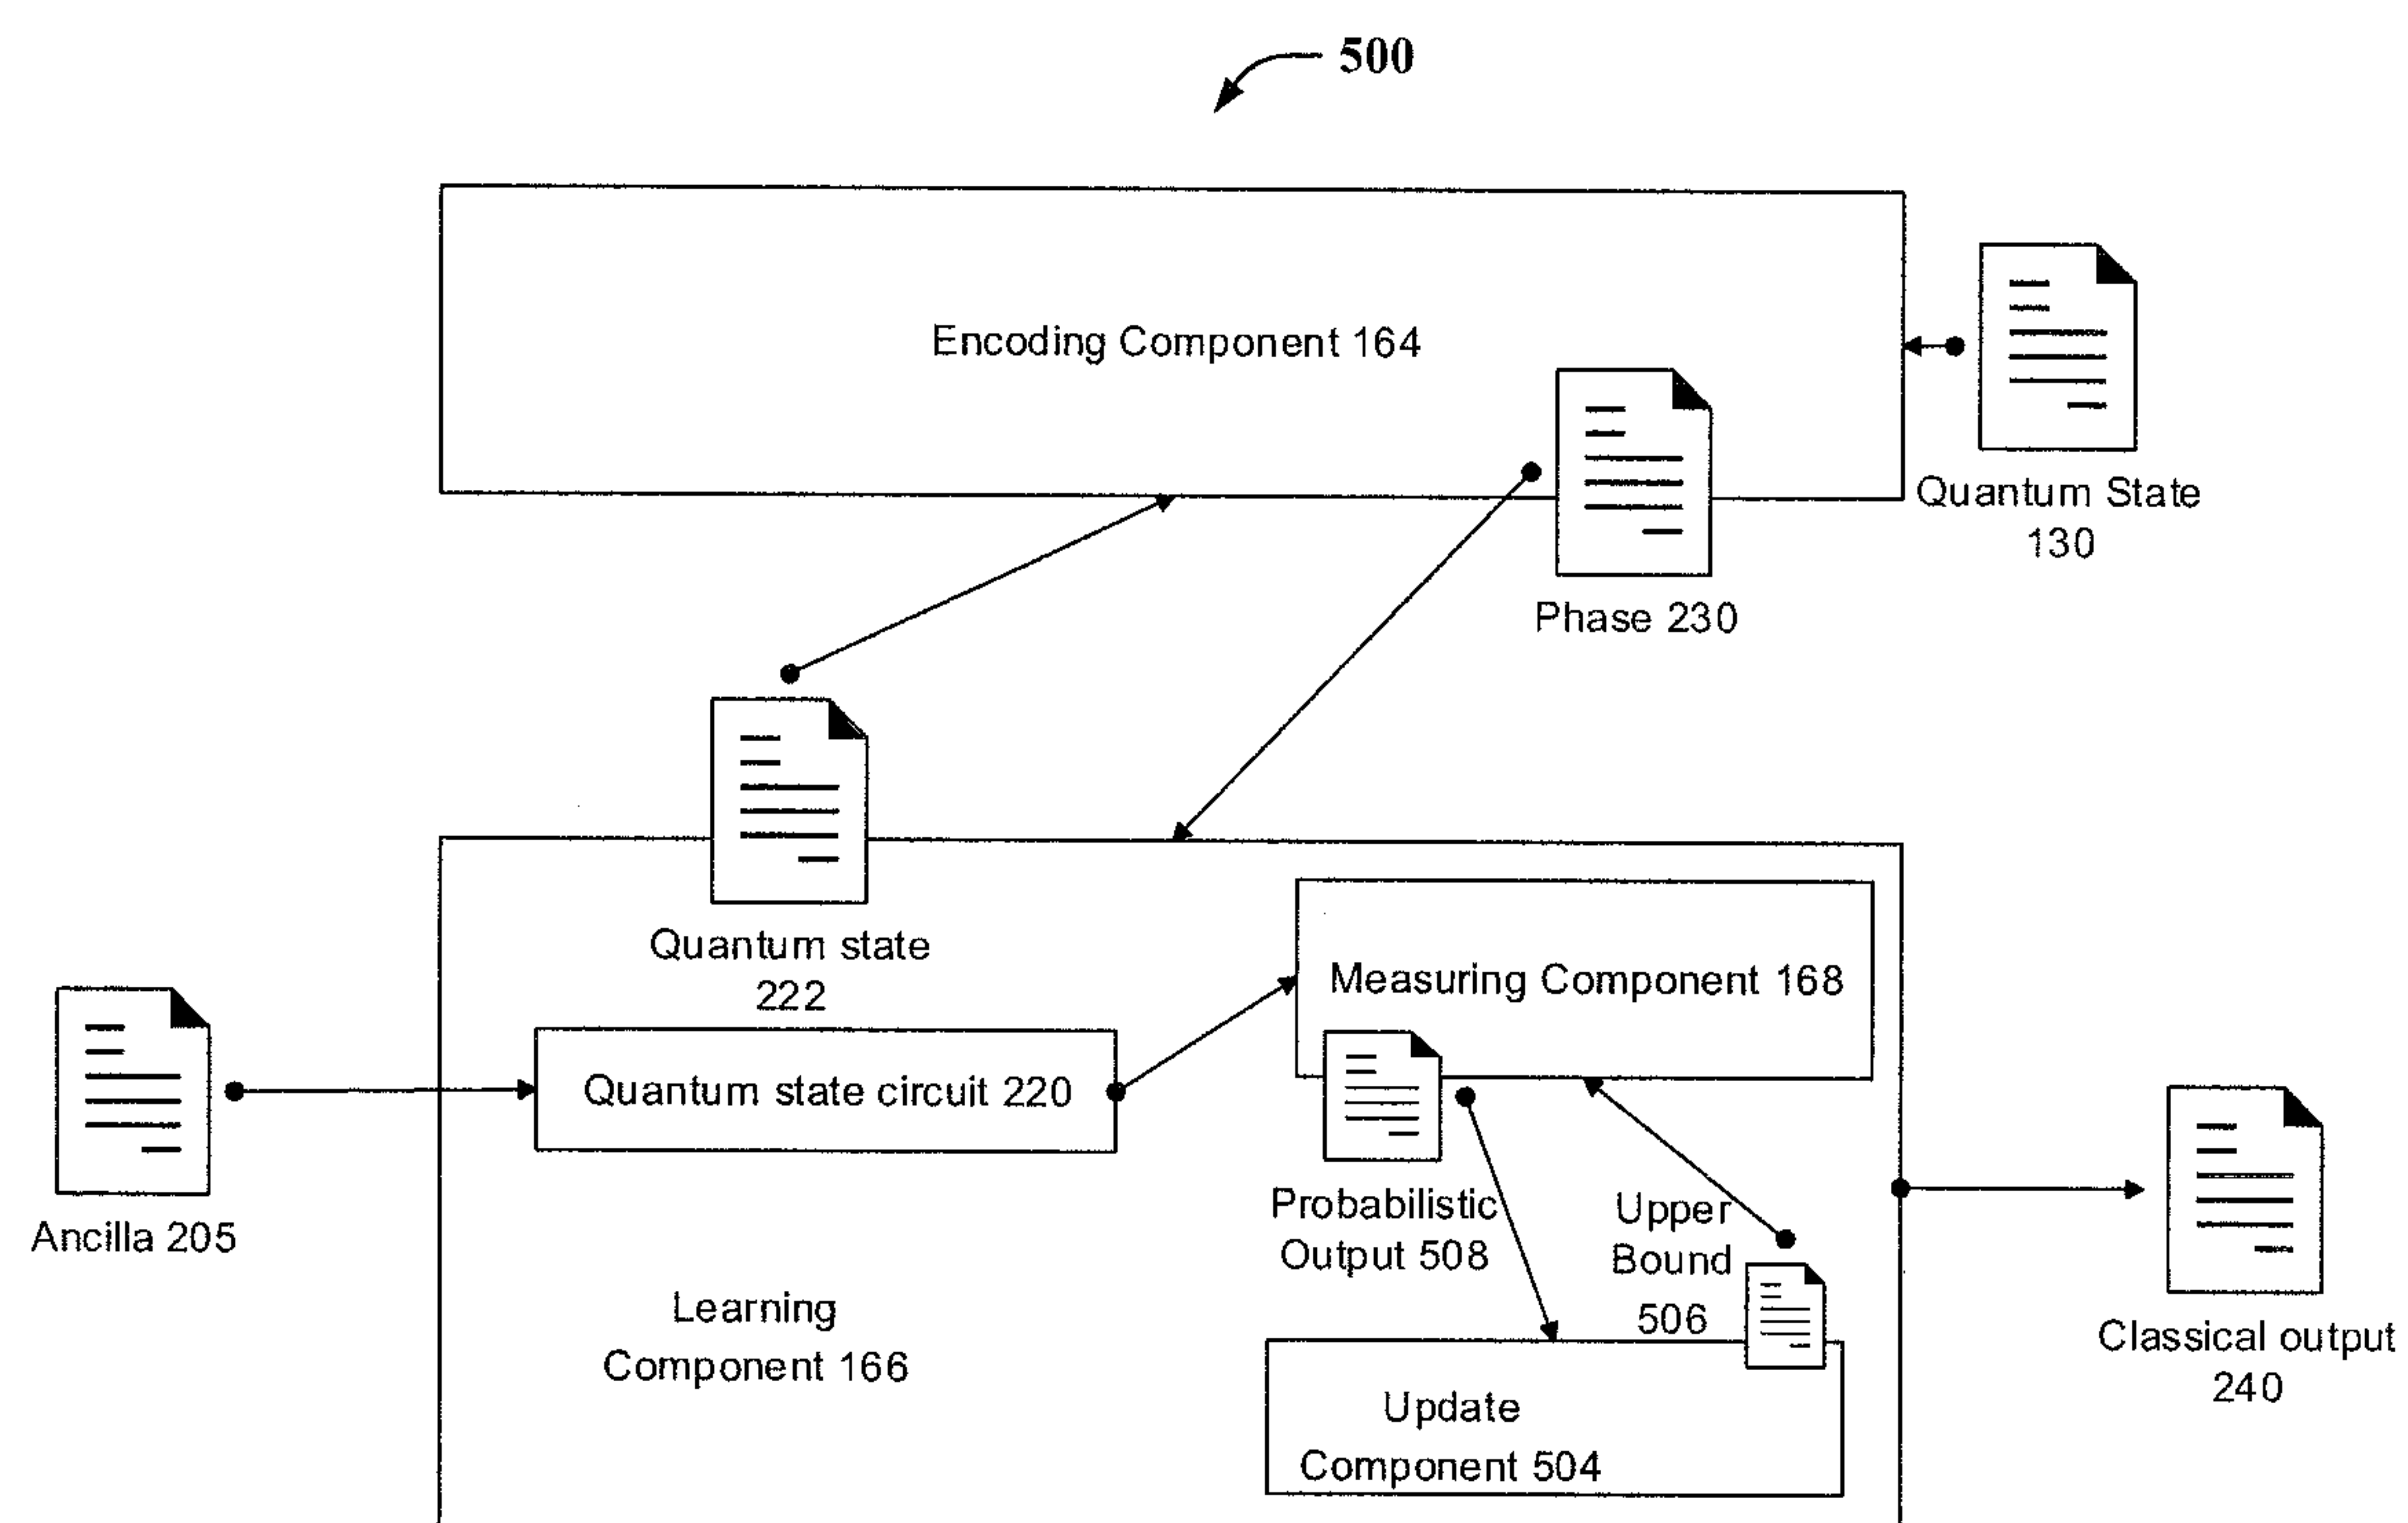 500
Encoding Component 164
Quantum State
130
Phase 230
Quantum state
222
Measuring Component 168
Quantum state circuit 220
Ancilla 205
Probabilistic
Output 508
Upper
Bound
506
Learning
Component 166
Classical output
240
Update
Component 504